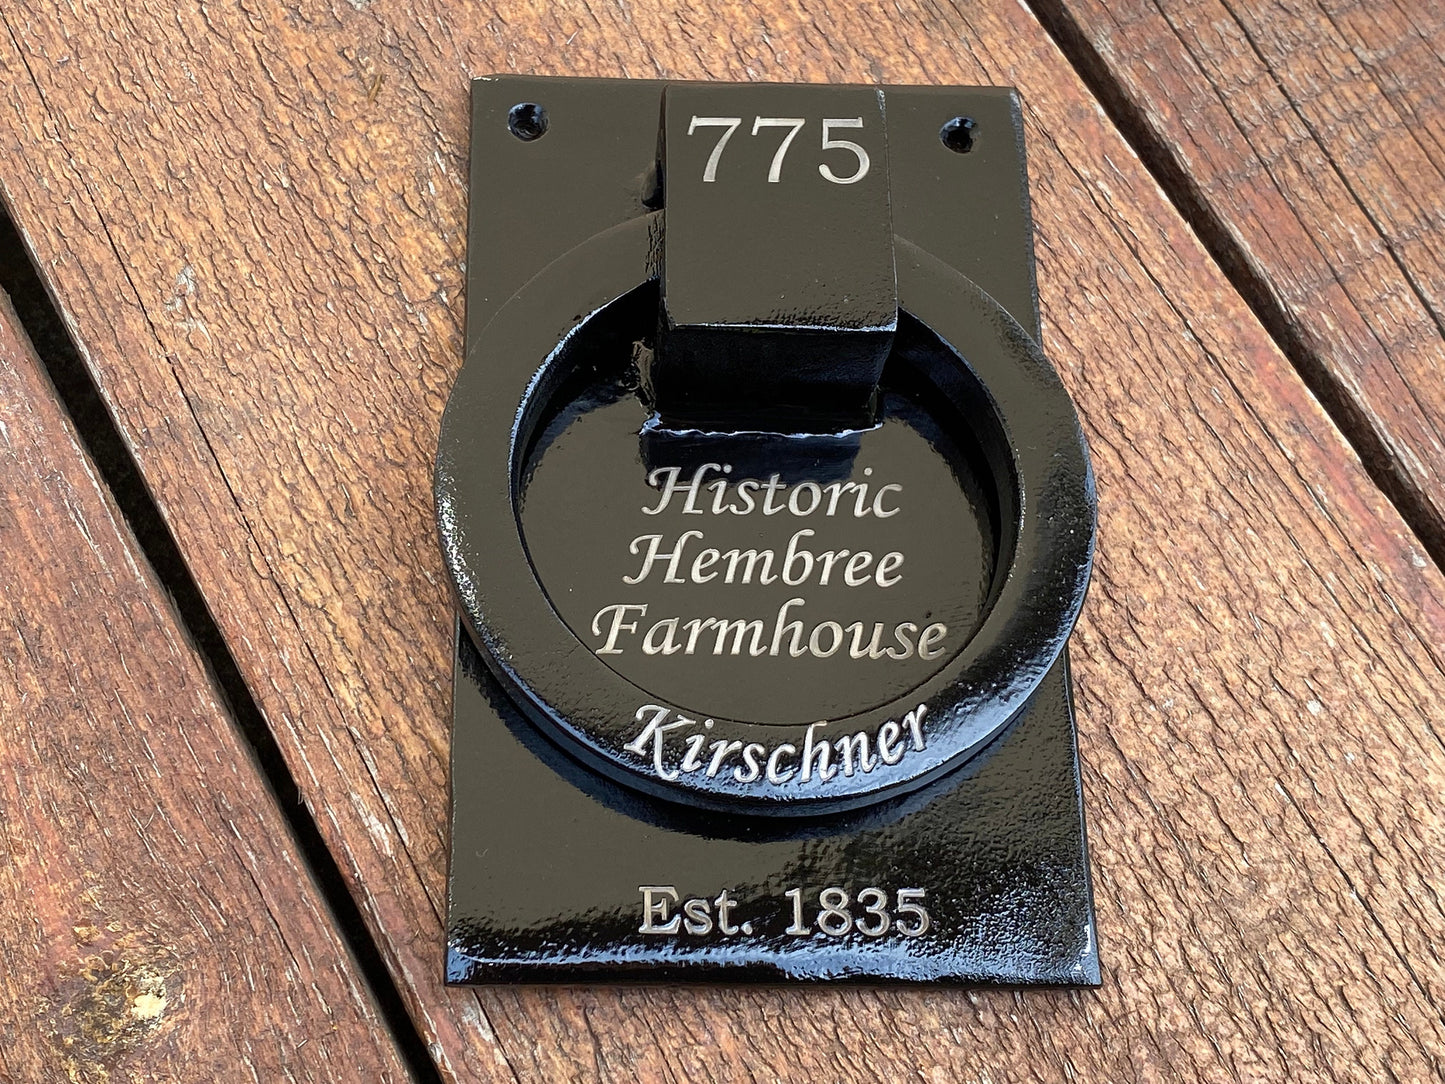 775
Historic
Hembree
Farmhouse
Kirschner
Est. 1835